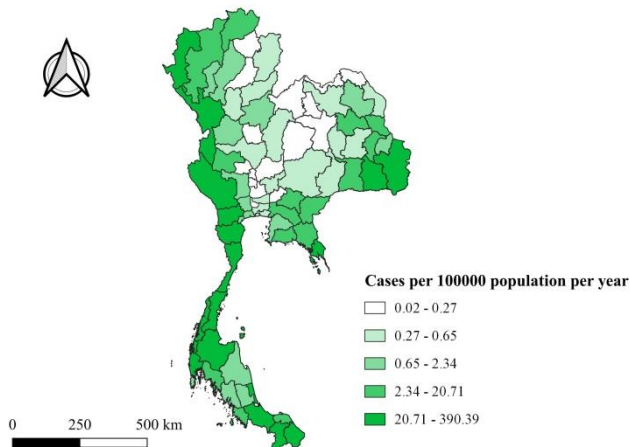 Cases per 100000 population per year
0.02 - 0.27
0.27 - 0.65
0.65 - 2.34
2.34 - 20.71
20.71 - 390.39
0 250 500 km